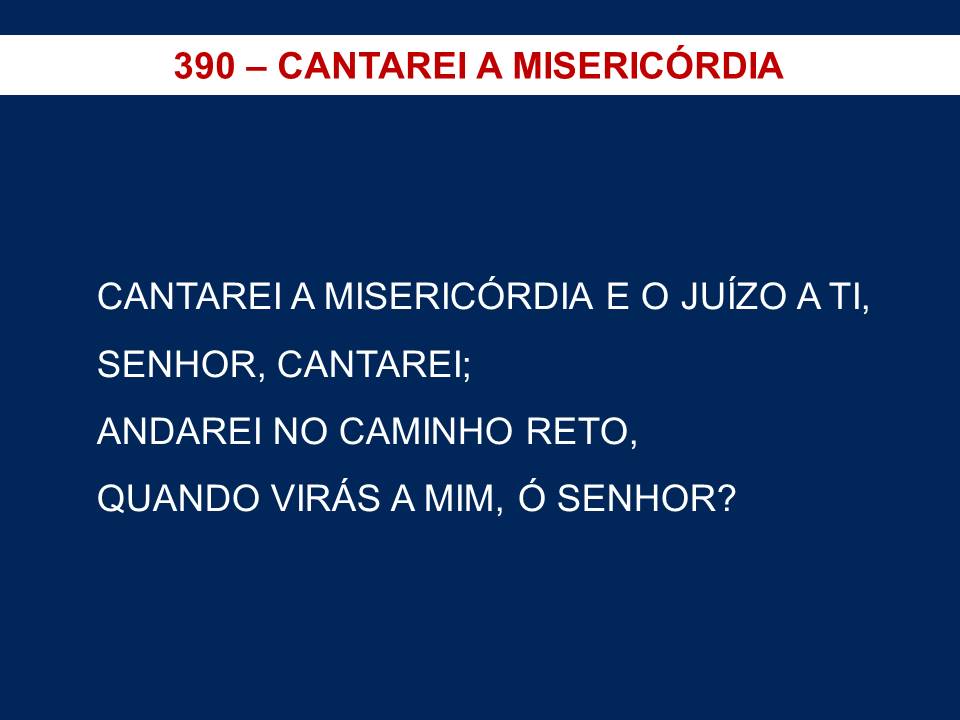 390 – CANTAREI A MISERICÓRDIA
CANTAREI A MISERICÓRDIA E O JUÍZO A TI,
SENHOR, CANTAREI;
ANDAREI NO CAMINHO RETO,
QUANDO VIRÁS A MIM, Ó SENHOR?